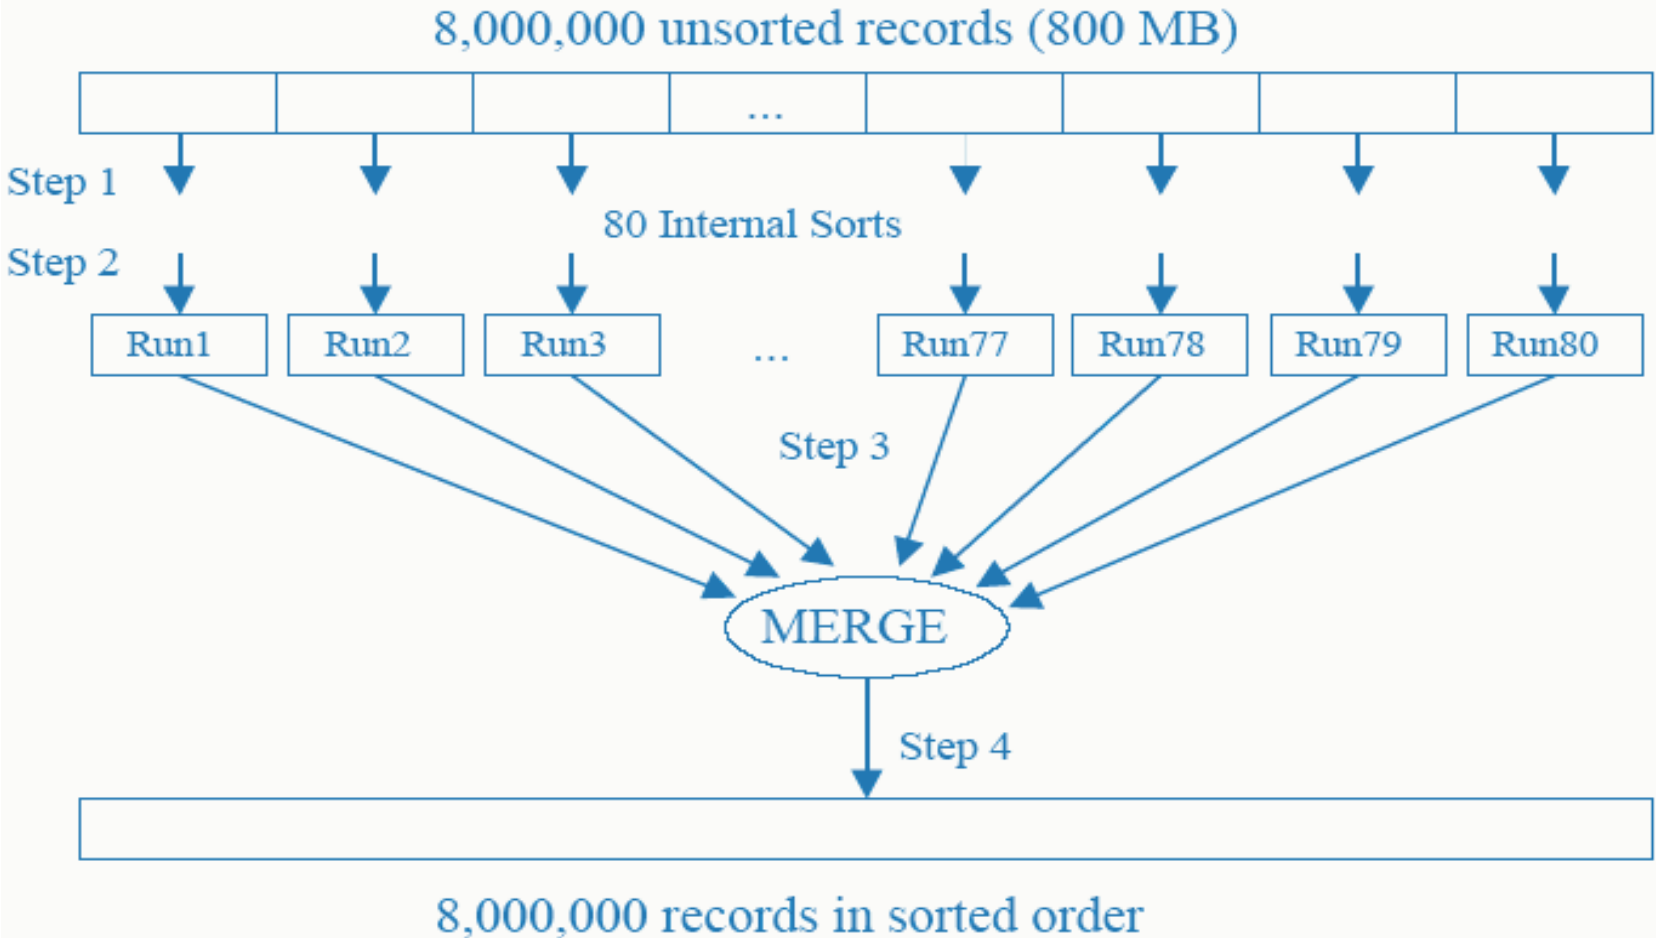 8,000,000 unsorted records (800 MB)
...
Step 1
80 Internal Sorts
Step 2
Run1 Run2 Run3 ... Run77 Run78 Run79 Run80
Step 3
MERGE
Step 4
8,000,000 records in sorted order